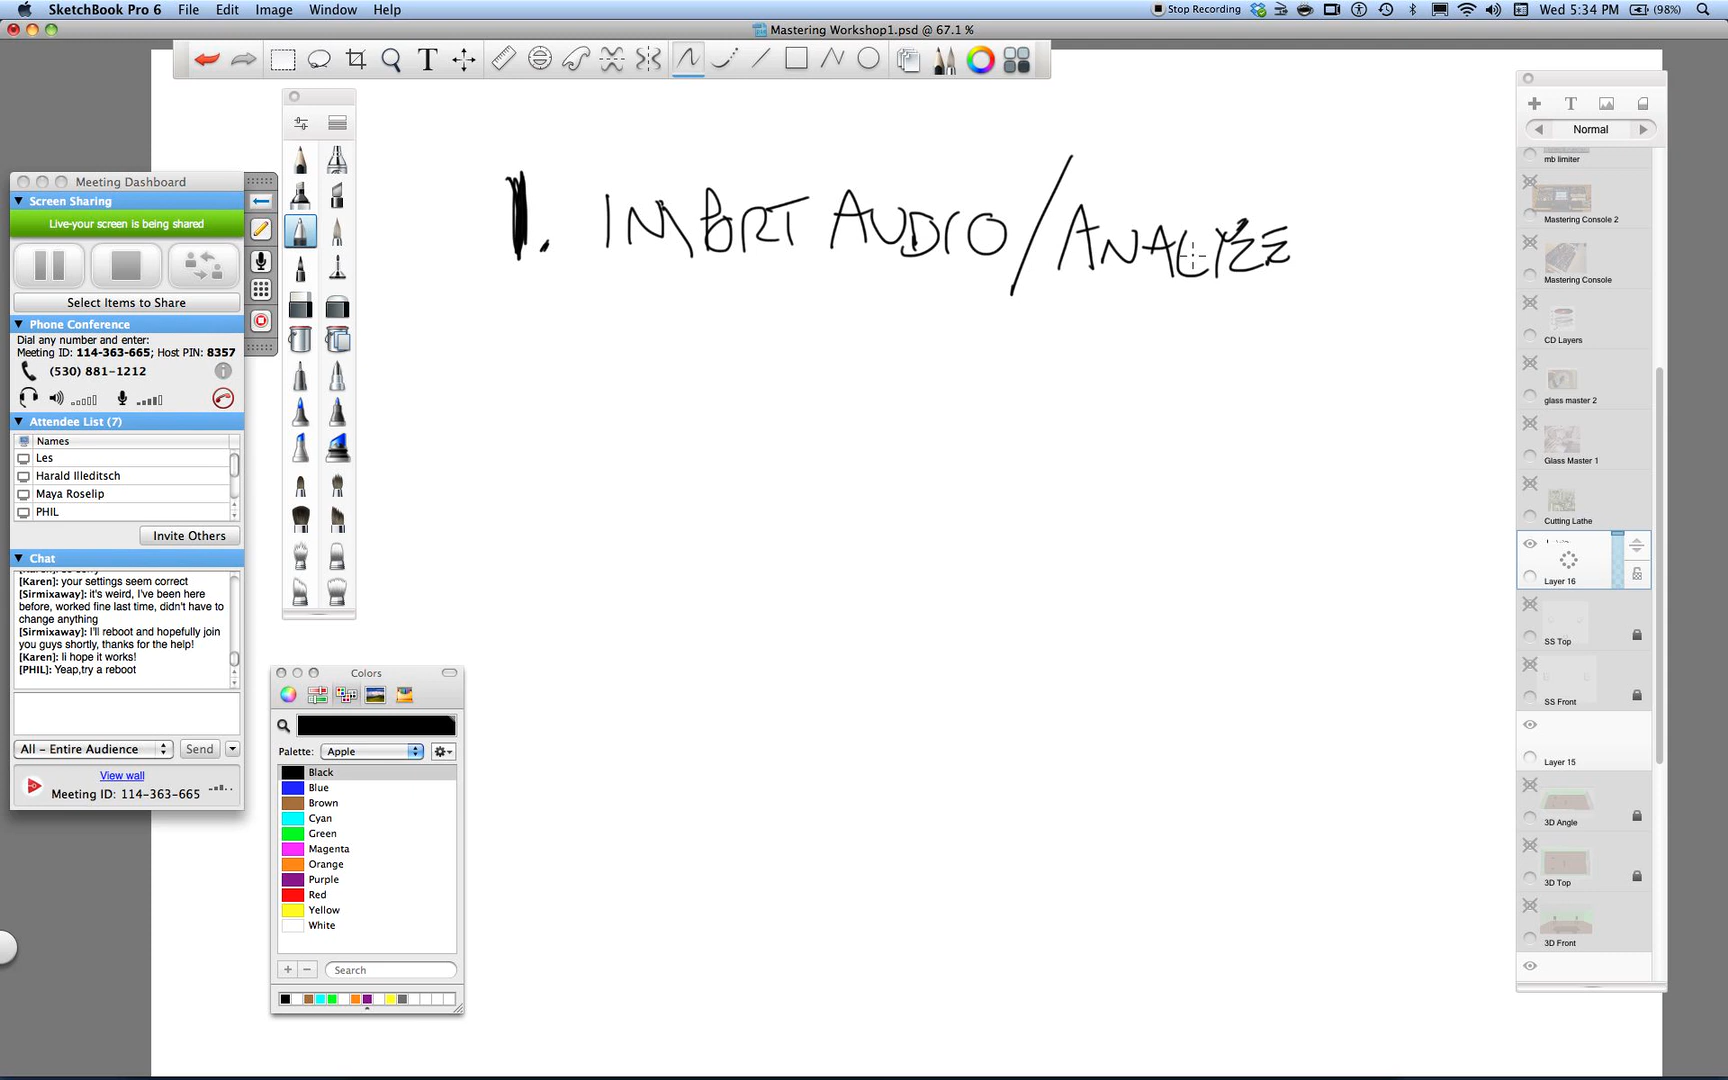 SketchBook Pro 6 File Edit Image Window Help Stop Recording Wed 5:34 PM (98%)
Mastering Workshop1.psd @ 67.1 %
Meeting Dashboard
Screen Sharing
Live-your screen is being shared
Select Items to Share
Phone Conference
Dial any number and enter:
Meeting ID: 114-363-665; Host PIN: 8357
(530) 881-1212
Attendee List (7)
Names
Les
Harald Illeditsch
Maya Roselip
PHIL
Invite Others
Chat
[Karen]: your settings seem correct
[Sirmixaway]: it's weird, I've been here
before, worked fine last time, didn't have to
change anything
[Sirmixaway]: I'll reboot and hopefully join
you guys shortly, thanks for the help!
[Karen]: Ii hope it works!
[PHIL]: Yeap,try a reboot
All - Entire Audience Send
View wall
Meeting ID: 114-363-665
1. IMPORT AUDIO/ANALYZE
Colors
Palette: Apple
Black
Blue
Brown
Cyan
Green
Magenta
Orange
Purple
Red
Yellow
White
Search
T
T
Normal
mb limiter
Mastering Console 2
Mastering Console
CD Layers
glass master 2
Glass Master 1
Cutting Lathe
Layer 16
SS Top
SS Front
Layer 15
3D Angle
3D Top
3D Front